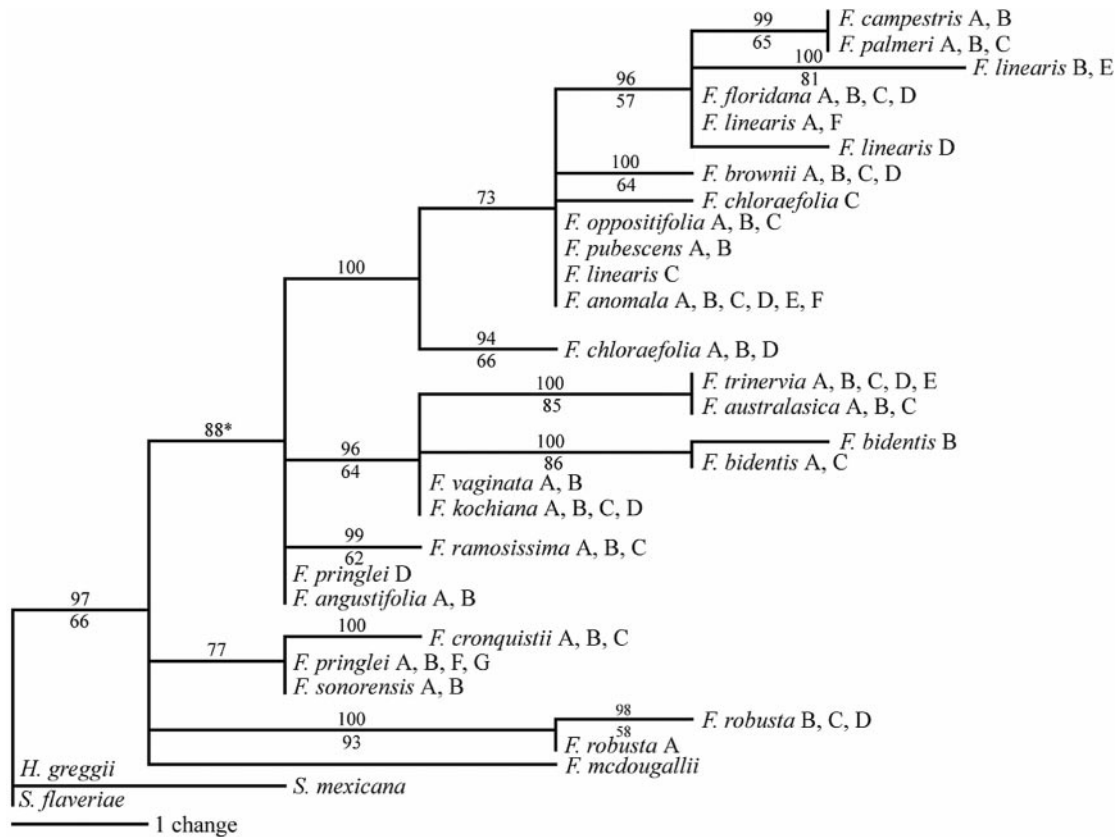 99
F. campestris A, B
65
F. palmeri A, B, C
100
F. linearis B, E
81
96
57
F. floridana A, B, C, D
F. linearis A, F
F. linearis D
100
F. brownii A, B, C, D
64
F. chloraefolia C
73
F. oppositifolia A, B, C
F. pubescens A, B
F. linearis C
F. anomala A, B, C, D, E, F
100
94
F. chloraefolia A, B, D
66
100
F. trinervia A, B, C, D, E
85
F. australasica A, B, C
88*
96
64
100
F. bidentis B
86
F. bidentis A, C
F. vaginata A, B
F. kochiana A, B, C, D
99
F. ramosissima A, B, C
62
F. pringlei D
F. angustifolia A, B
97
66
100
F. cronquistii A, B, C
77
F. pringlei A, B, F, G
F. sonorensis A, B
100
93
98
F. robusta B, C, D
58
F. robusta A
F. mcdougallii
H. greggii
S. mexicana
S. flaveriae
1 change